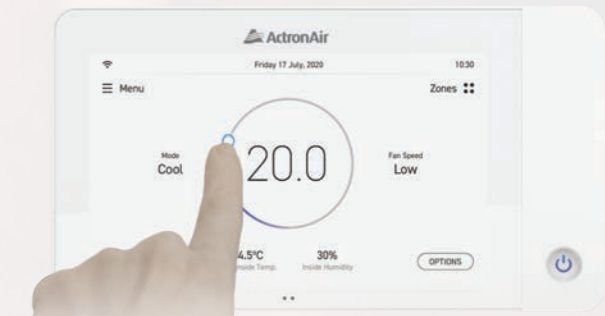 ActronAir
Friday 17 July, 2020
10:30
Menu
Zones
Mode
Cool
20.0
Fan Speed
Low
4.5°C
30%
Inside Humidity
OPTIONS